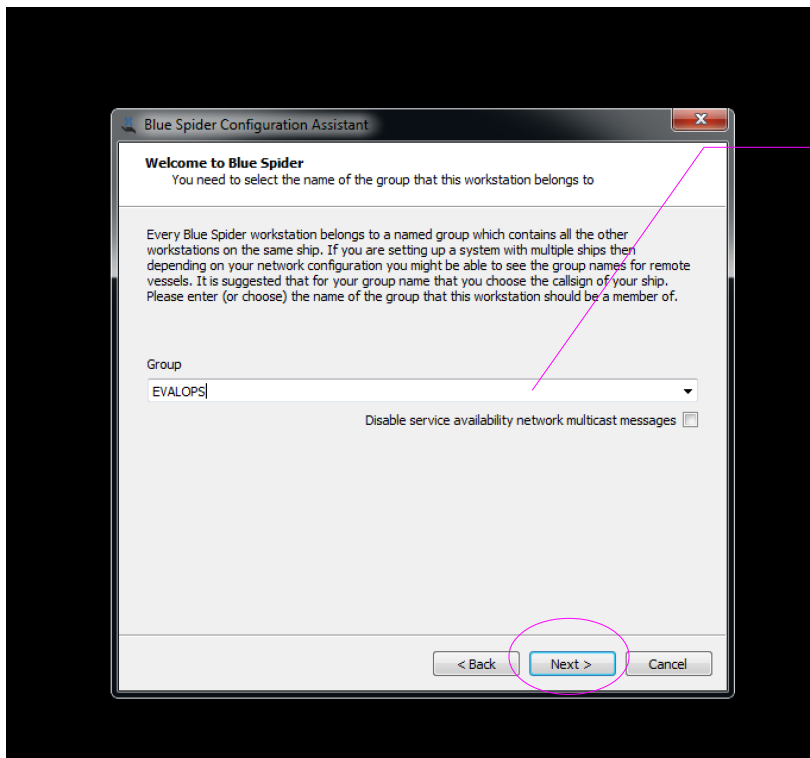 Blue Spider Configuration Assistant
Welcome to Blue Spider
You need to select the name of the group that this workstation belongs to
Every Blue Spider workstation belongs to a named group which contains all the other
workstations on the same ship. If you are setting up a system with multiple ships then
depending on your network configuration you might be able to see the group names for remote
vessels. It is suggested that for your group name that you choose the callsign of your ship.
Please enter (or choose) the name of the group that this workstation should be a member of.
Group
EVALOPS
Disable service availability network multicast messages
< Back
Next >
Cancel